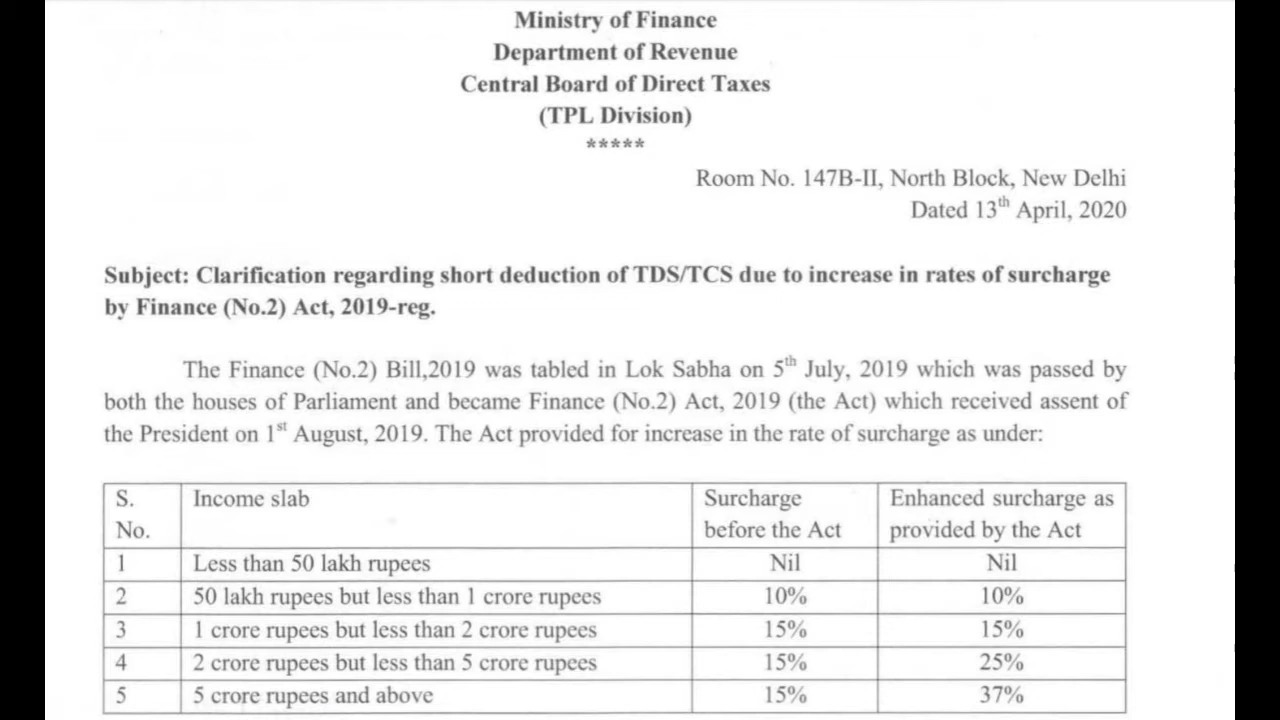 Ministry of Finance
Department of Revenue
Central Board of Direct Taxes
(TPL Division)
*****
Room No. 147B-II, North Block, New Delhi
Dated 13th April, 2020
Subject: Clarification regarding short deduction of TDS/TCS due to increase in rates of surcharge
by Finance (No.2) Act, 2019-reg.
The Finance (No.2) Bill,2019 was tabled in Lok Sabha on 5th July, 2019 which was passed by
both the houses of Parliament and became Finance (No.2) Act, 2019 (the Act) which received assent of
the President on 1st August, 2019. The Act provided for increase in the rate of surcharge as under:
S. No. Income slab Surcharge before the Act Enhanced surcharge as provided by the Act
1 Less than 50 lakh rupees Nil Nil
2 50 lakh rupees but less than 1 crore rupees 10% 10%
3 1 crore rupees but less than 2 crore rupees 15% 15%
4 2 crore rupees but less than 5 crore rupees 15% 25%
5 5 crore rupees and above 15% 37%